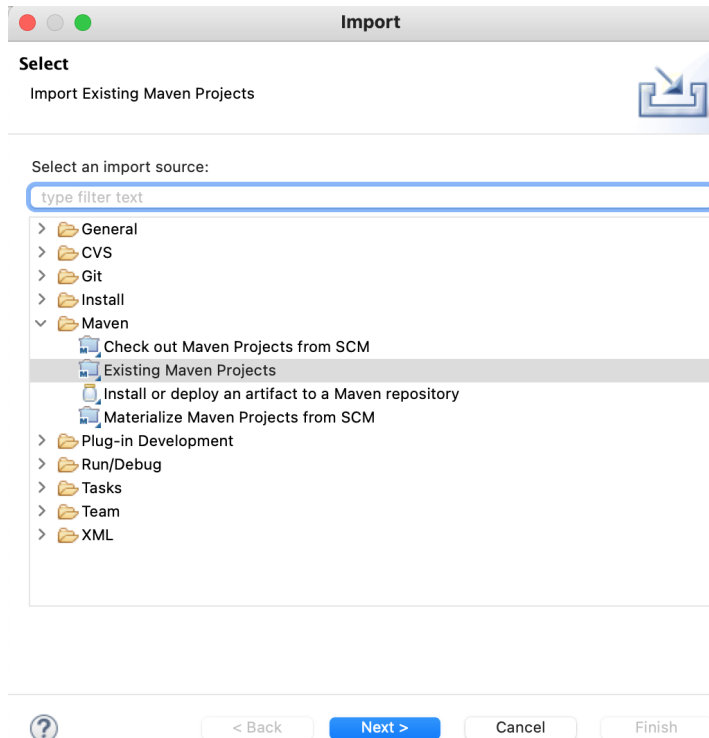 Import
Select
Import Existing Maven Projects
Select an import source:
type filter text
General
CVS
Git
Install
Maven
Check out Maven Projects from SCM
Existing Maven Projects
Install or deploy an artifact to a Maven repository
Materialize Maven Projects from SCM
Plug-in Development
Run/Debug
Tasks
Team
XML
? < Back Next > Cancel Finish